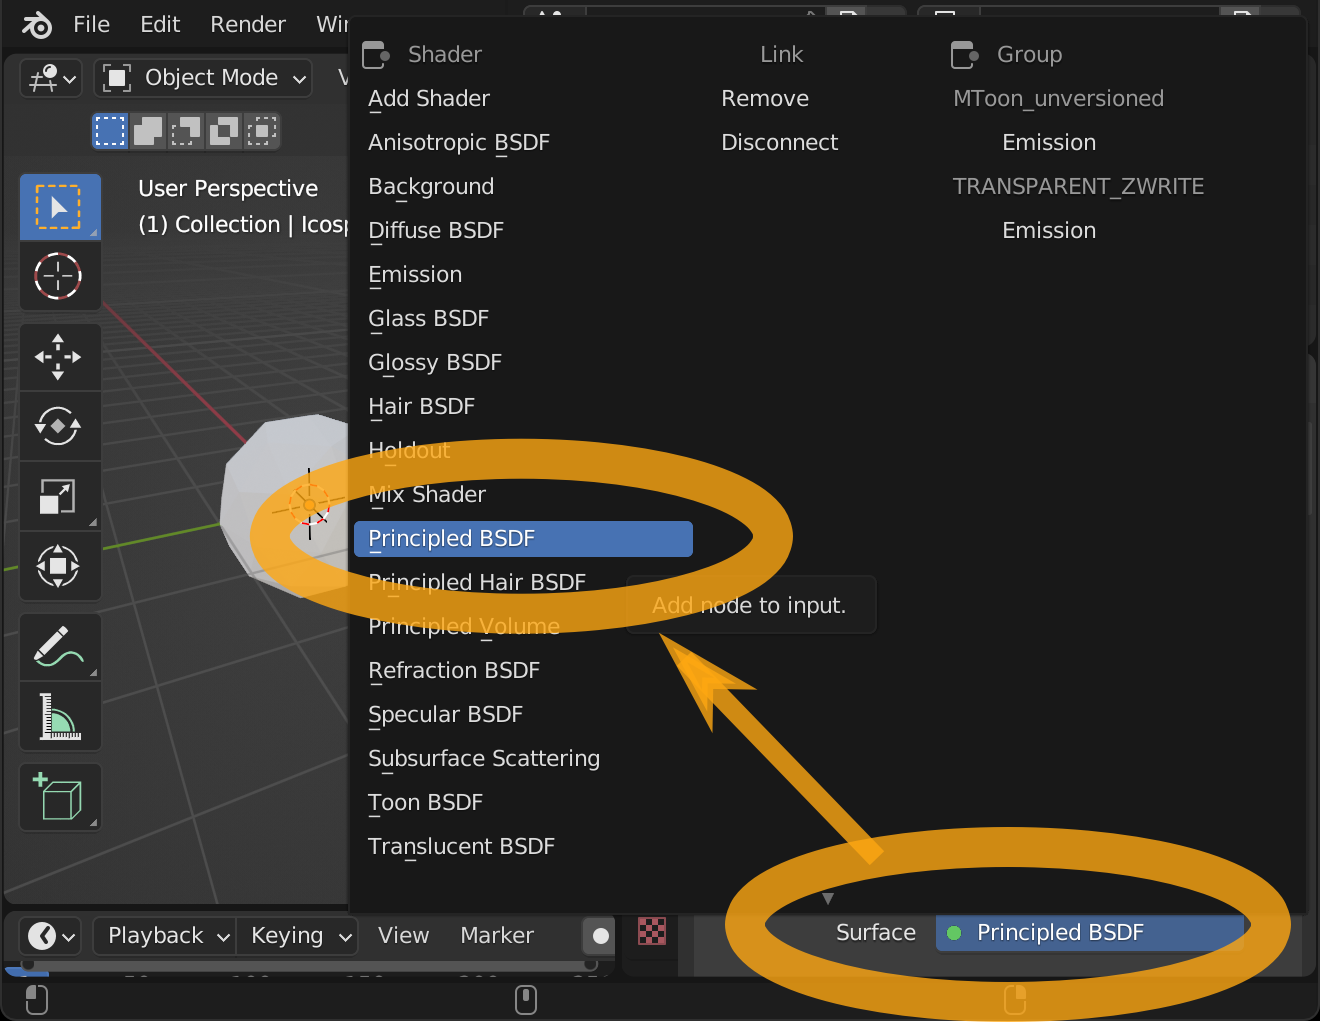 File Edit Render
Object Mode
User Perspective
(1) Collection |
Shader
Add Shader
Anisotropic BSDF
Background
Diffuse BSDF
Emission
Glass BSDF
Glossy BSDF
Hair BSDF
Holdout
Mix Shader
Principled BSDF
Principled Hair BSDF
Principled Volume
Refraction BSDF
Specular BSDF
Subsurface Scattering
Toon BSDF
Translucent BSDF
Link
Remove
Disconnect
Group
MToon_unversioned
Emission
TRANSPARENT_ZWRITE
Emission
Add node to input.
Surface Principled BSDF
Playback Keying View Marker